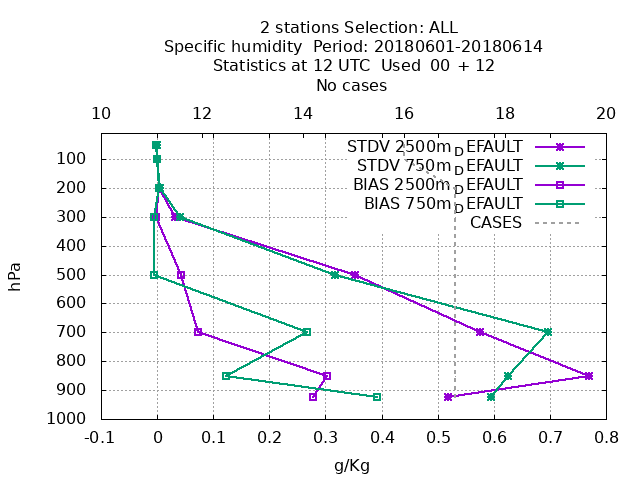 2 stations Selection: ALL
Specific humidity  Period: 20180601-20180614
Statistics at 12 UTC  Used  00 + 12
No cases
10 12 14 16 18 20
STDV 2500m_DEFAULT
STDV 750m_DEFAULT
BIAS 2500m_DEFAULT
BIAS 750m_DEFAULT
CASES
hPa
100
200
300
400
500
600
700
800
900
1000
-0.1 0 0.1 0.2 0.3 0.4 0.5 0.6 0.7 0.8
g/Kg